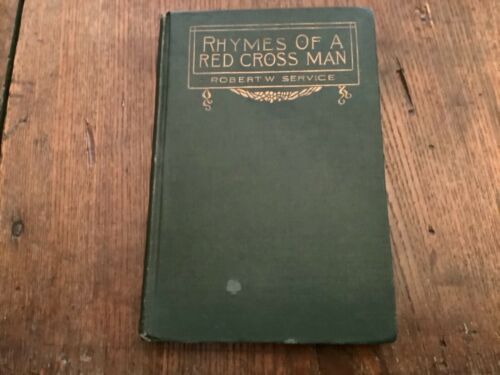 RHYMES OF A
RED CROSS MAN
ROBERT W SERVICE